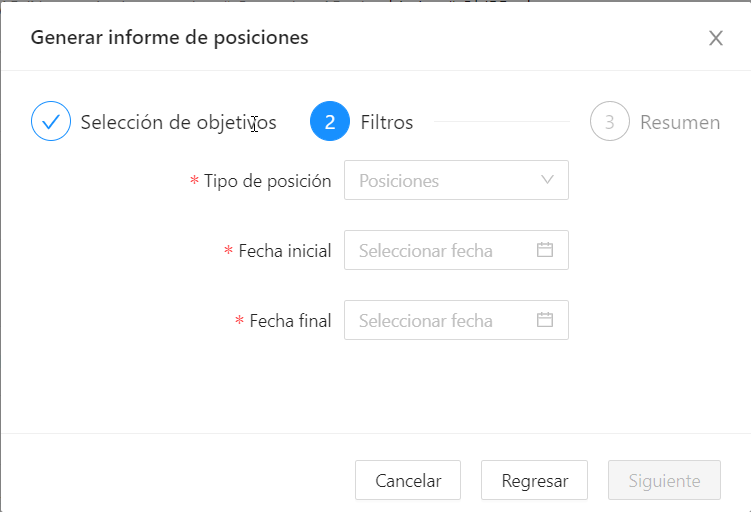 Generar informe de posiciones
Selección de objetivos
2 Filtros
3 Resumen
* Tipo de posición Posiciones
* Fecha inicial Seleccionar fecha
* Fecha final Seleccionar fecha
Cancelar Regresar Siguiente